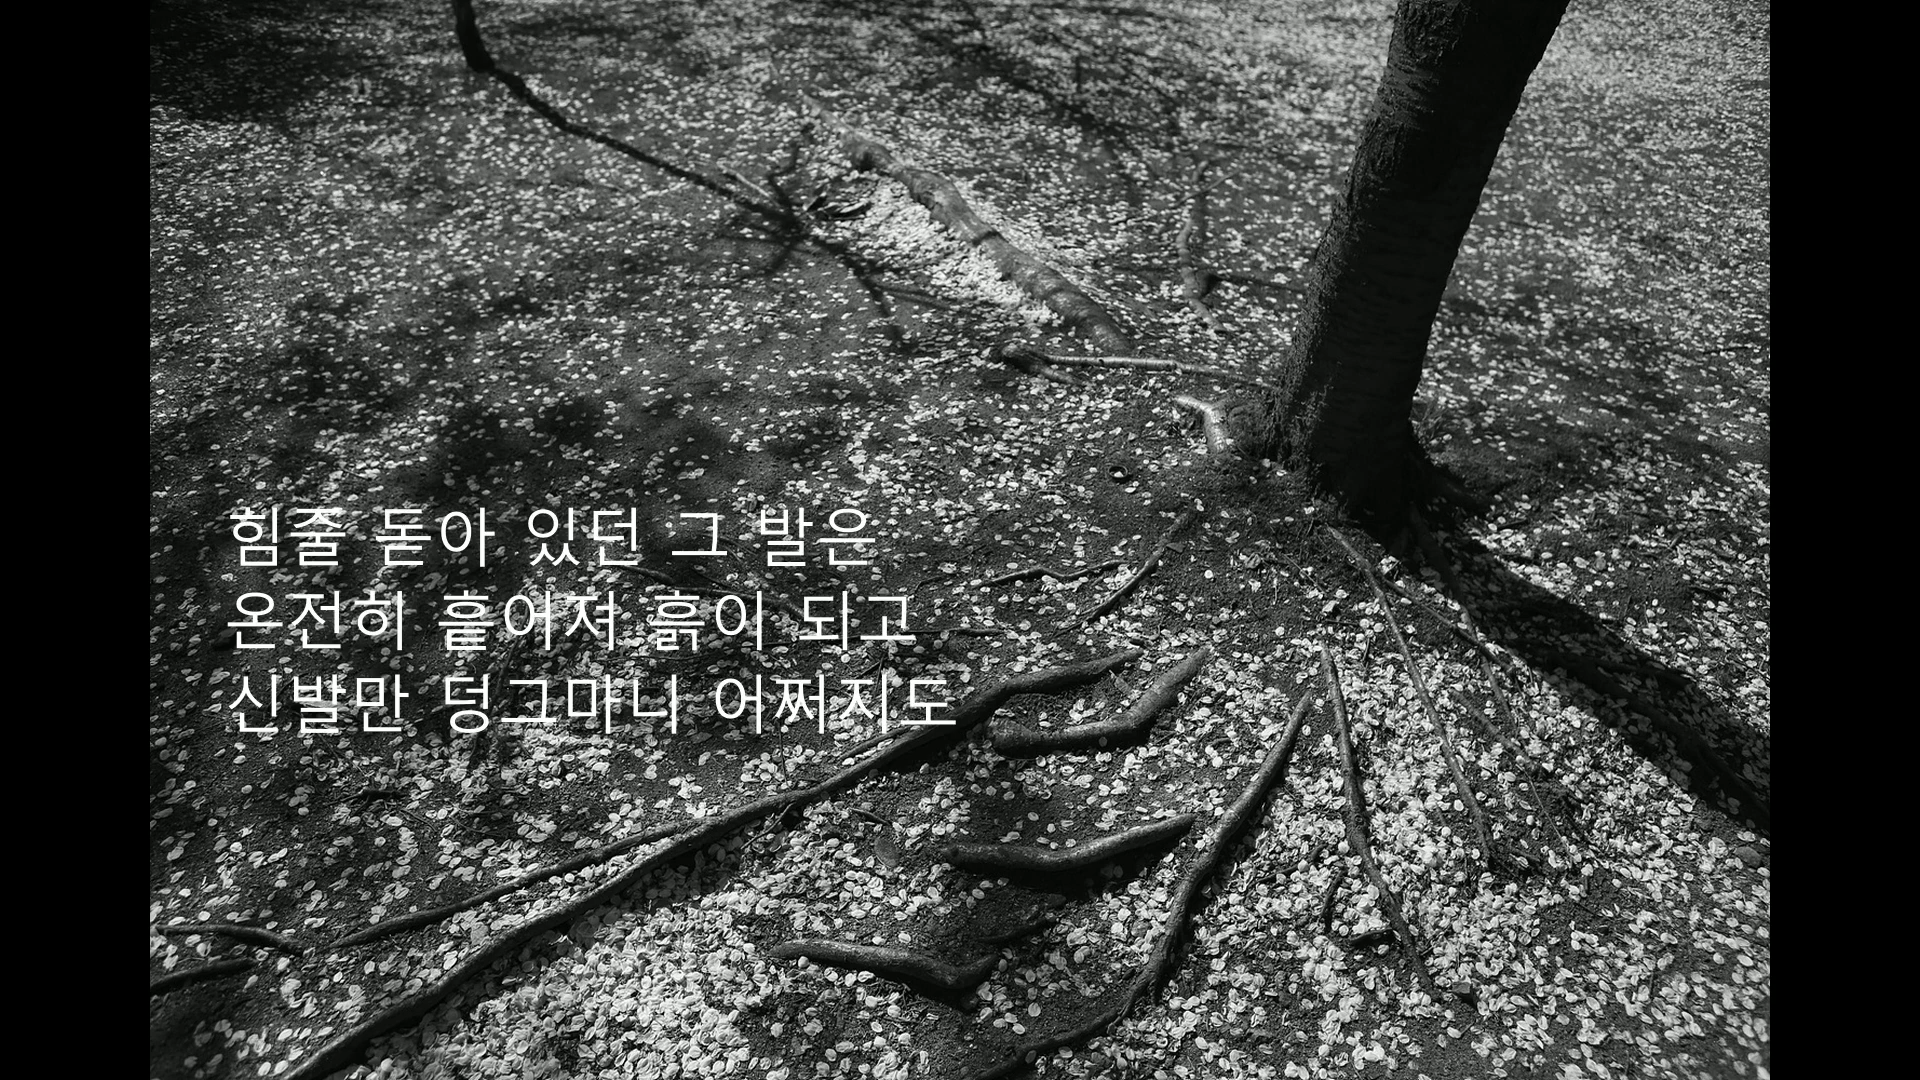 힘줄 돋아 있던 그 발은
온전히 흩어져 흙이 되고
신발만 덩그마니 어쩌지도